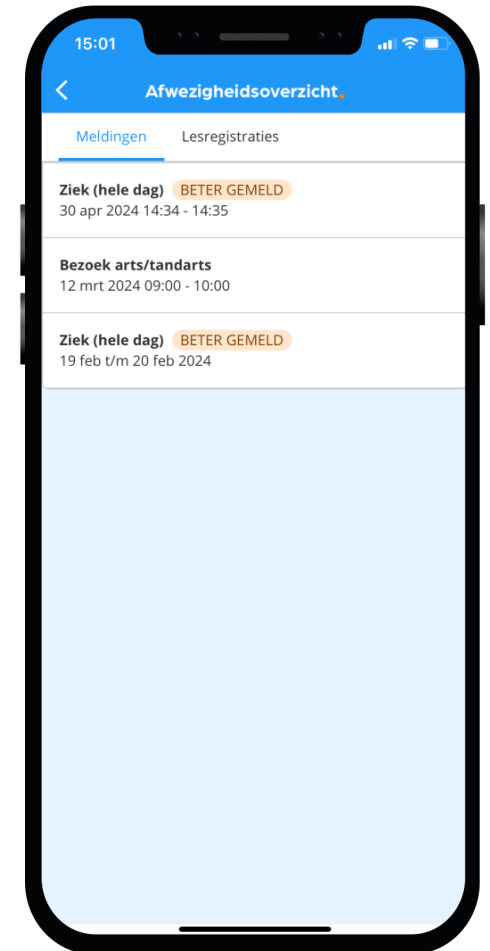 15:01
Afwezigheidsoverzicht.
Meldingen Lesregistraties
Ziek (hele dag) BETER GEMELD
30 apr 2024 14:34 - 14:35
Bezoek arts/tandarts
12 mrt 2024 09:00 - 10:00
Ziek (hele dag) BETER GEMELD
19 feb t/m 20 feb 2024